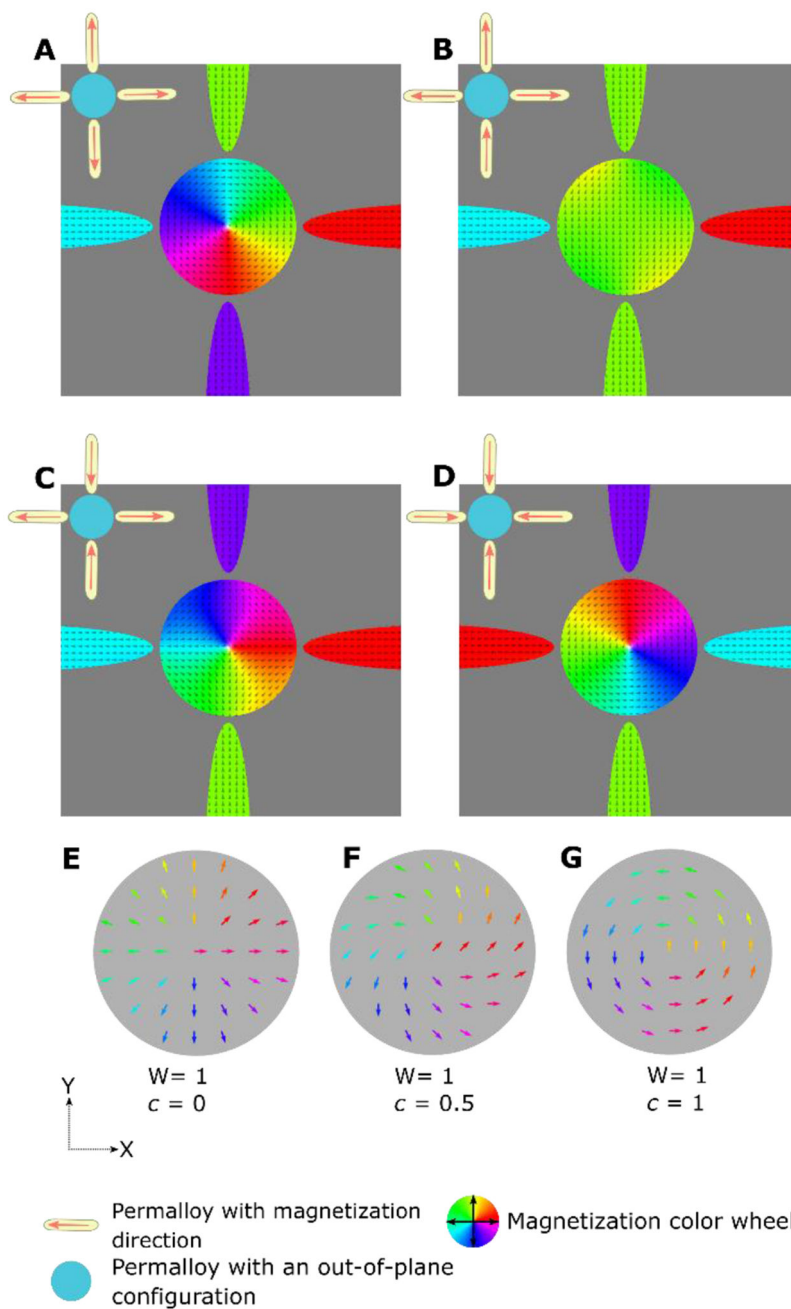 A
B
C
D
E
F
G
W= 1
c = 0
W= 1
c = 0.5
W= 1
c = 1
Y
X
Permalloy with magnetization
direction
Magnetization color wheel
Permalloy with an out-of-plane
configuration